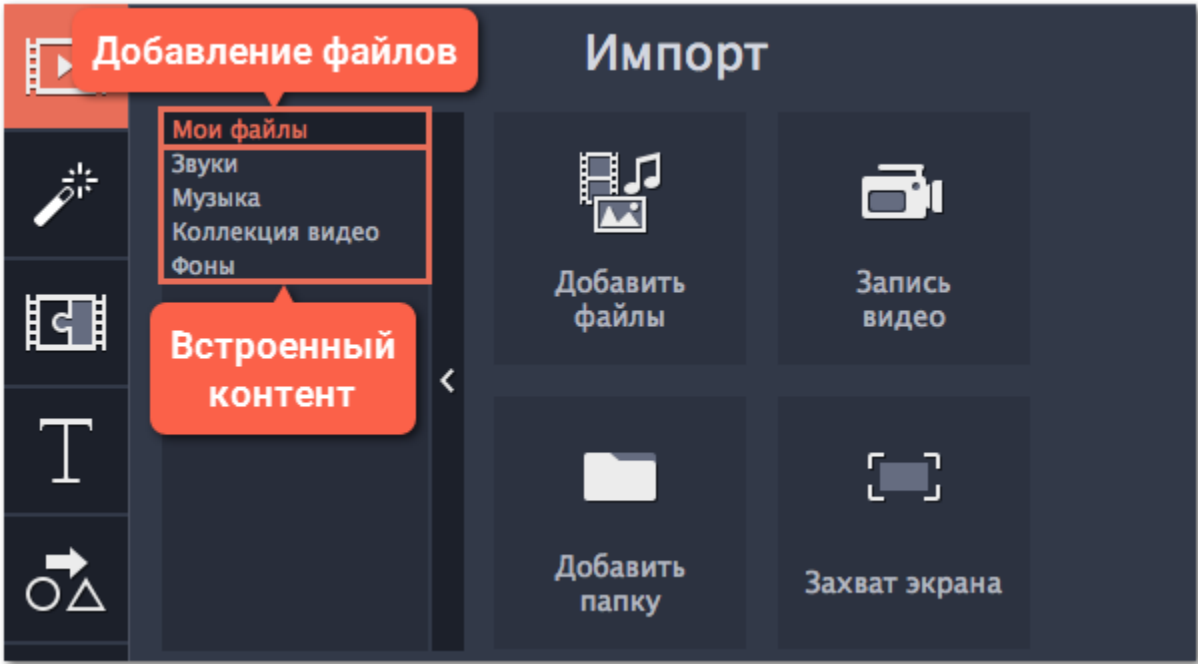 Добавление файлов
Импорт
Мои файлы
Звуки
Музыка
Коллекция видео
Фоны
Встроенный
контент
Добавить
файлы
Запись
видео
Добавить
папку
Захват экрана